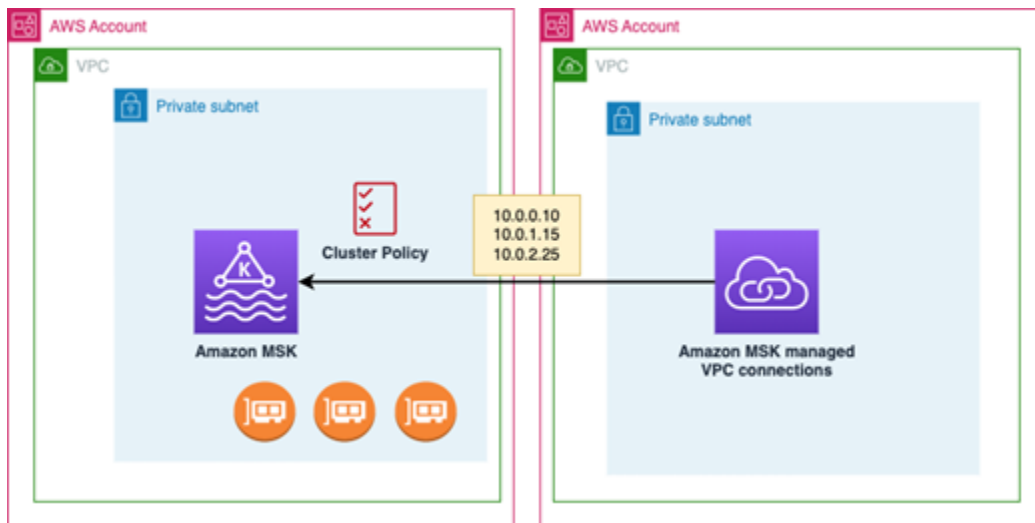 AWS Account
VPC
Private subnet
Cluster Policy
K
Amazon MSK
10.0.0.10
10.0.1.15
10.0.2.25
AWS Account
VPC
Private subnet
Amazon MSK managed
VPC connections